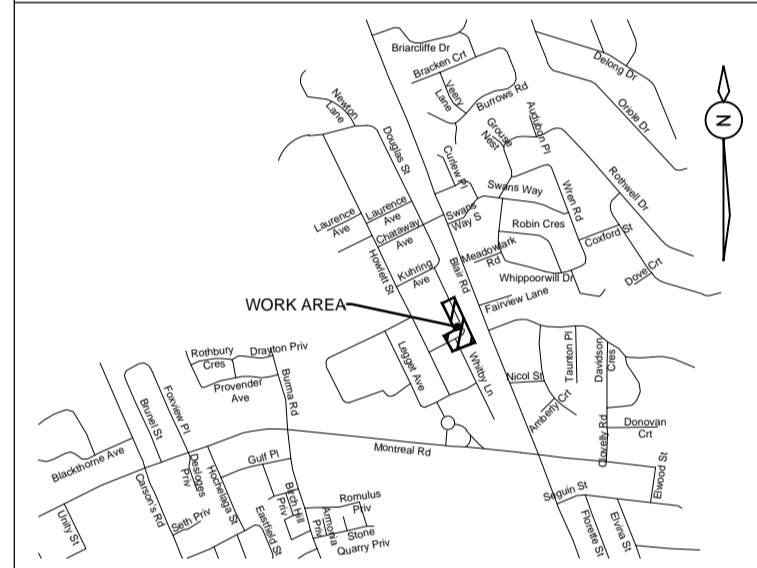 Briarcliffe Dr
Bracken Crt
Veery
Lane
Burrows Rd
Delong Dr
Oriole Dr
N
Newton
Lane
Douglas St
Audubon Pl
Grouse
Nest
Curlew Pl
Swans Way
Wren Rd
Rothwell Dr
Laurence
Ave
Laurence
Ave
Chataway
Ave
Swans
Way S
Robin Cres
Coxford St
Howlett St
Kuhring
Ave
Blair Rd
Meadowlark
Rd
Whippoorwill Dr
Dove Crt
WORK AREA
Fairview Lane
Rothbury
Cres
Drayton Priv
Provender
Ave
Burma Rd
Legget Ave
Whitby Ln
Nicol St
Taunton Pl
Davidson
Cres
Amberly Crt
Clovelly Rd
Donovan
Crt
Brunel St
Foxview Pl
Montreal Rd
Blackthorne Ave
Carson's Rd
Desloges
Priv
Hochelaga St
Gulf Pl
Elwood St
Seguin St
Unity St
Seth Priv
Eastfield St
Birch Hill
Priv
Armoria
Priv
Romulus
Priv
Stone
Quarry Priv
Florette St
Elvina St